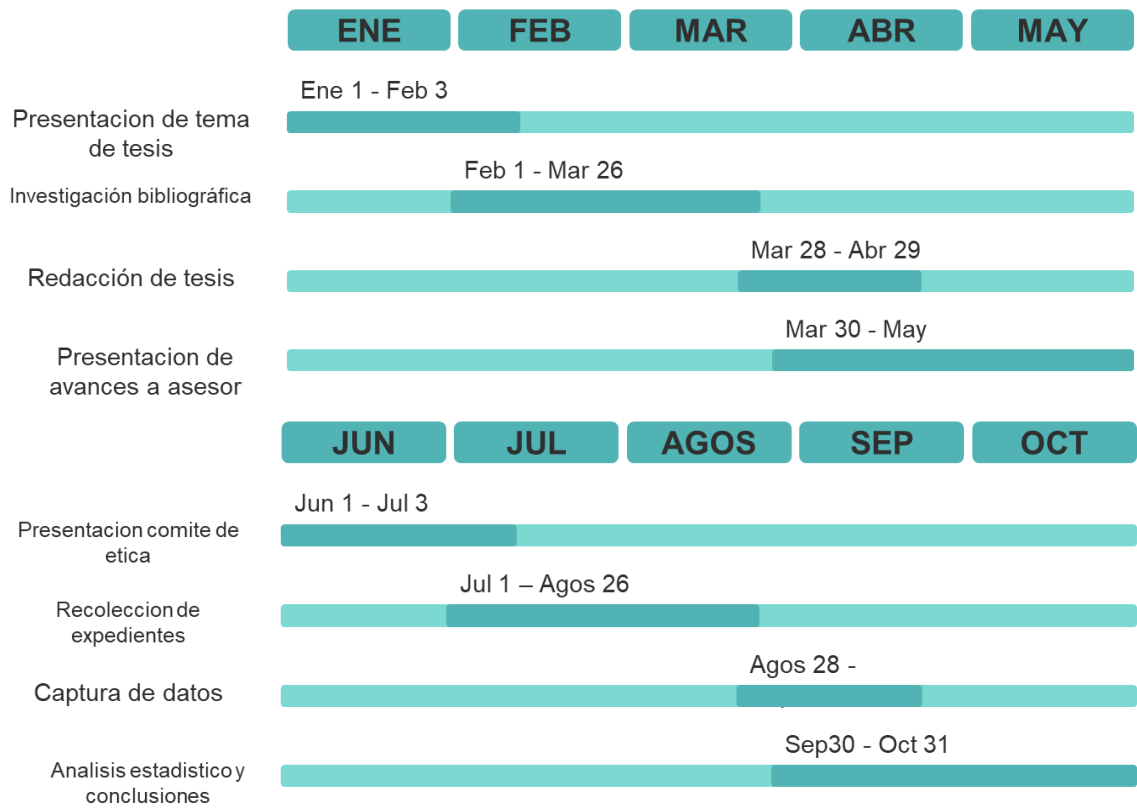 ENE FEB MAR ABR MAY
Ene 1 - Feb 3
Presentacion de tema
de tesis
Feb 1 - Mar 26
Investigación bibliográfica
Mar 28 - Abr 29
Redacción de tesis
Mar 30 - May
Presentacion de
avances a asesor
JUN JUL AGOS SEP OCT
Jun 1 - Jul 3
Presentacion comite de
etica
Jul 1 – Agos 26
Recoleccion de
expedientes
Agos 28 -
Captura de datos
Sep30 - Oct 31
Analisis estadistico y
conclusiones